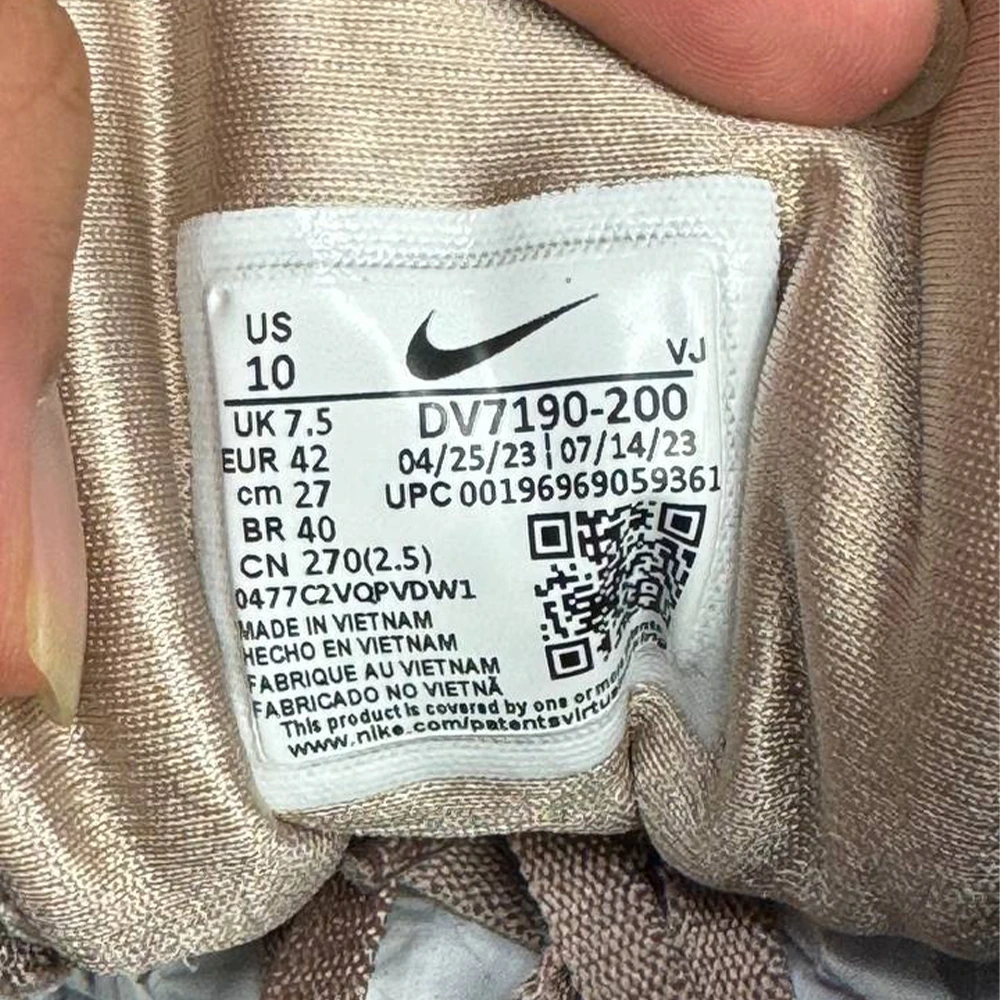 US
10
VJ
UK 7.5
DV7190-200
EUR 42
04/25/23 | 07/14/23
cm 27
UPC 00196969059361
BR 40
CN 270(2.5)
0477C2VQPVDW1
MADE IN VIETNAM
HECHO EN VIETNAM
FABRIQUE AU VIETNAM
FABRICADO NO VIETNÃ
This product is covered by one or more patents
www.nike.com/patentsvirtu